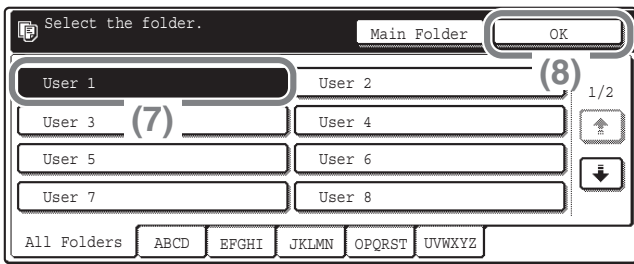 Select the folder.
Main Folder OK
User 1 User 2
(7) (8) 1/2
User 3 User 4
User 5 User 6
User 7 User 8
All Folders ABCD EFGHI JKLMN OPQRST UVWXYZ